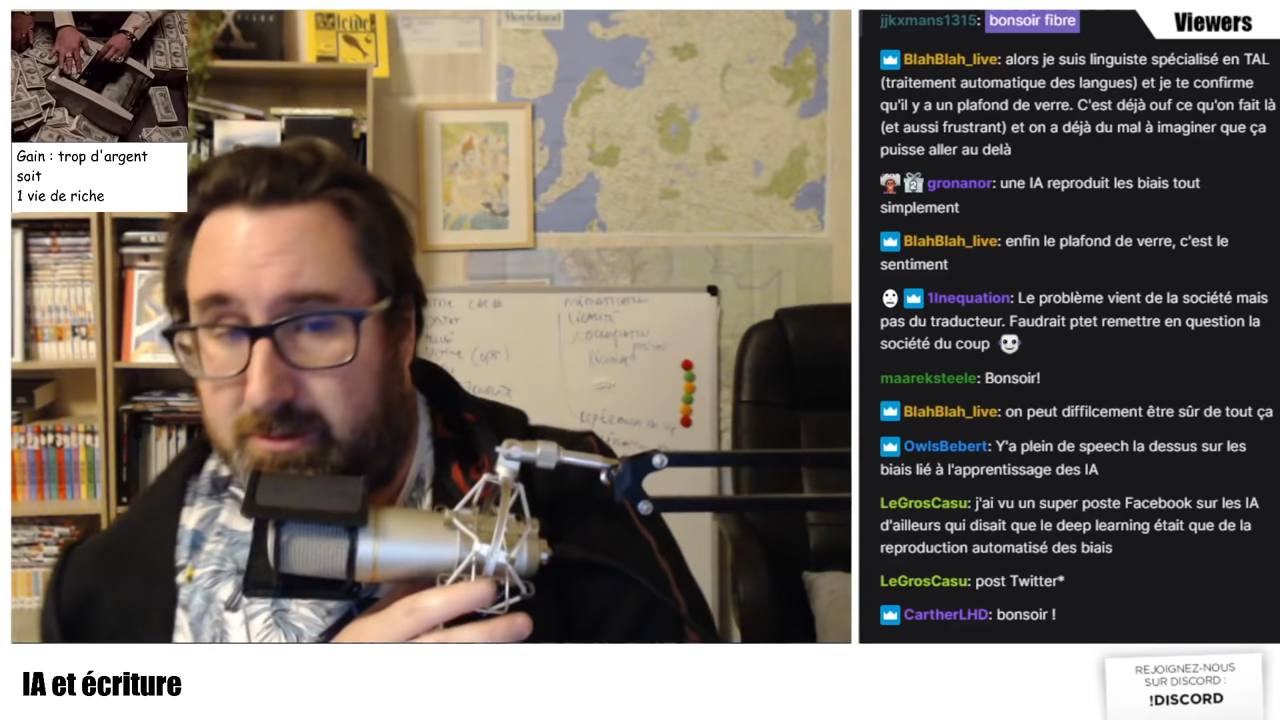 Movieland
Gain : trop d'argent
soit
1 vie de riche
IA et écriture
Viewers
jjkxmans1315: bonsoir fibre
BlahBlah_live: alors je suis linguiste spécialisé en TAL
(traitement automatique des langues) et je te confirme
qu'il y a un plafond de verre. C'est déjà ouf ce qu'on fait là
(et aussi frustrant) et on a déjà du mal à imaginer que ça
puisse aller au delà
gronanor: une IA reproduit les biais tout
simplement
BlahBlah_live: enfin le plafond de verre, c'est le
sentiment
1Inequation: Le problème vient de la société mais
pas du traducteur. Faudrait ptet remettre en question la
société du coup
maareksteele: Bonsoir!
BlahBlah_live: on peut diffilcement être sûr de tout ça
OwlsBebert: Y'a plein de speech la dessus sur les
biais lié à l'apprentissage des IA
LeGrosCasu: j'ai vu un super poste Facebook sur les IA
d'ailleurs qui disait que le deep learning était que de la
reproduction automatisé des biais
LeGrosCasu: post Twitter*
CartherLHD: bonsoir !
REJOIGNEZ-NOUS
SUR DISCORD :
!DISCORD